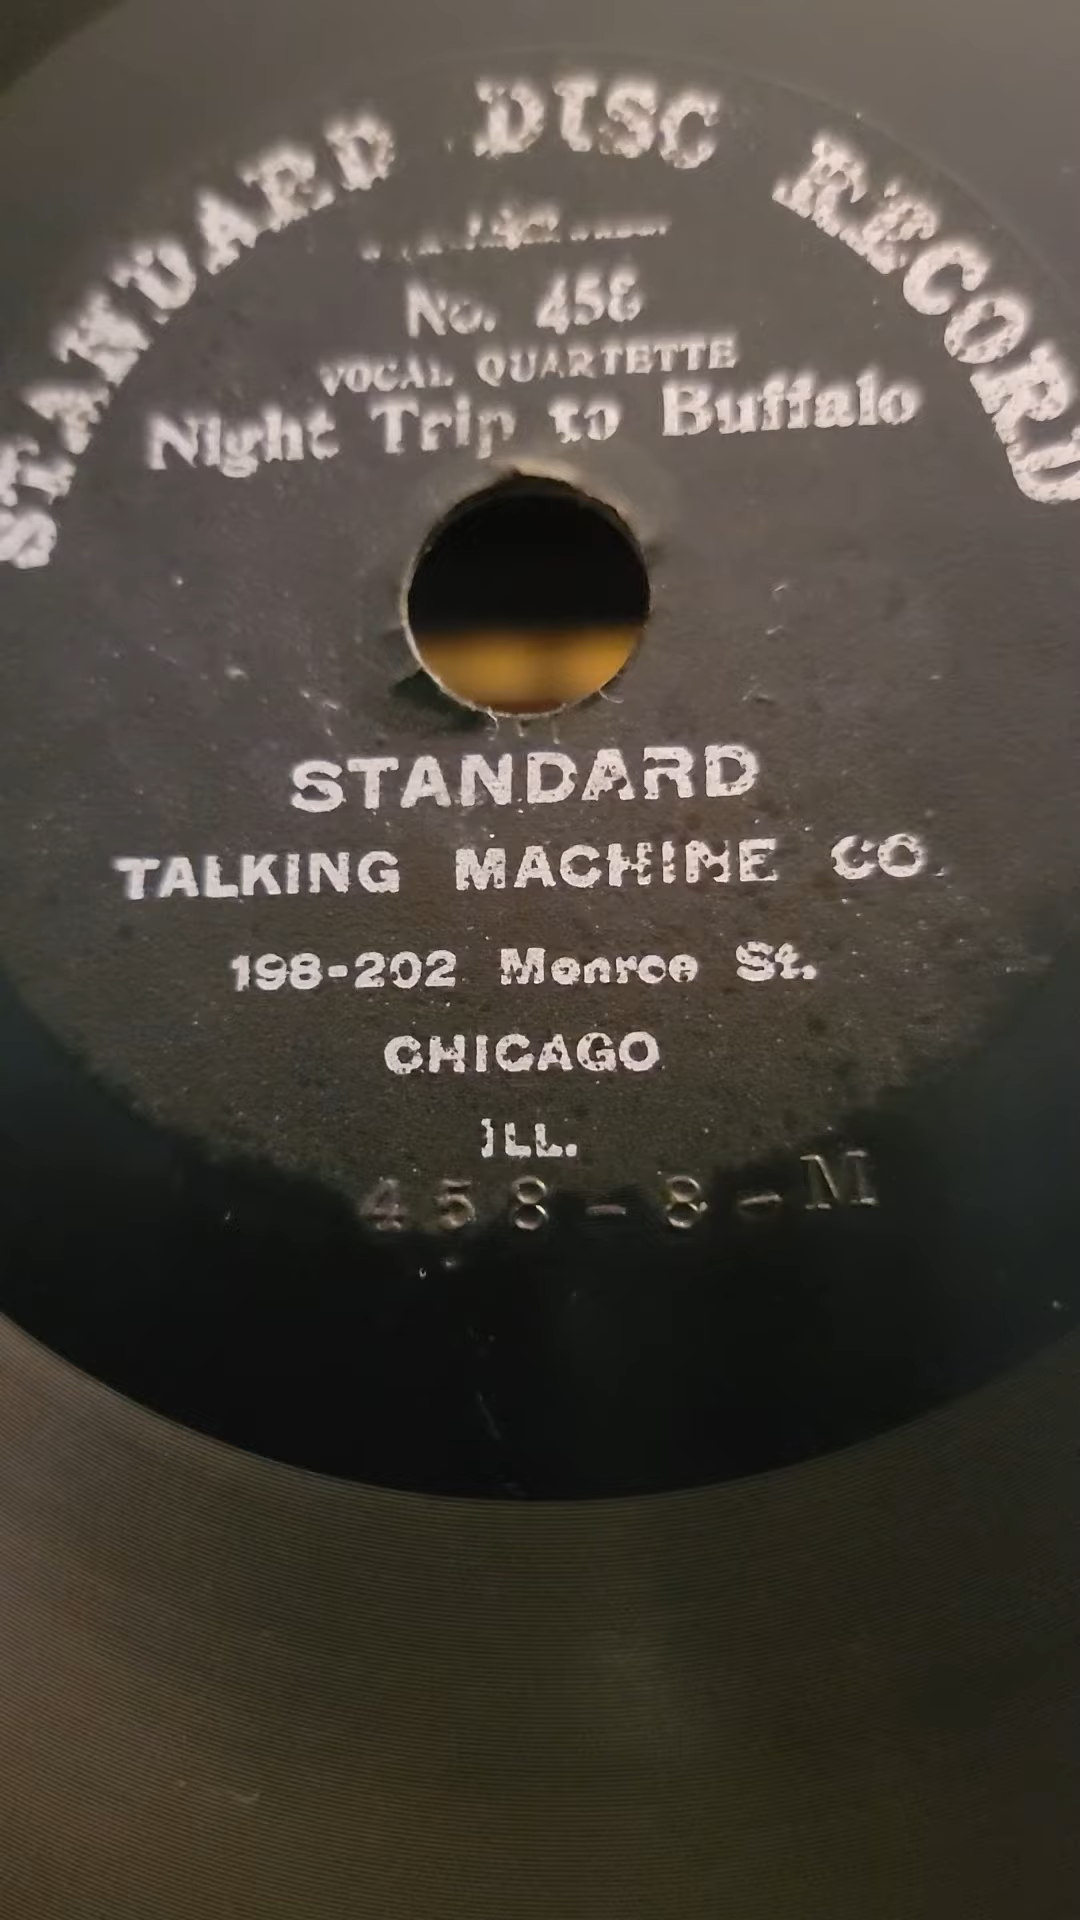 STANDARD DISC RECORD
No. 458
VOCAL QUARTETTE
Night Trip to Buffalo
STANDARD
TALKING MACHINE CO.
198-202 Monroe St.
CHICAGO
ILL.
458-8-M